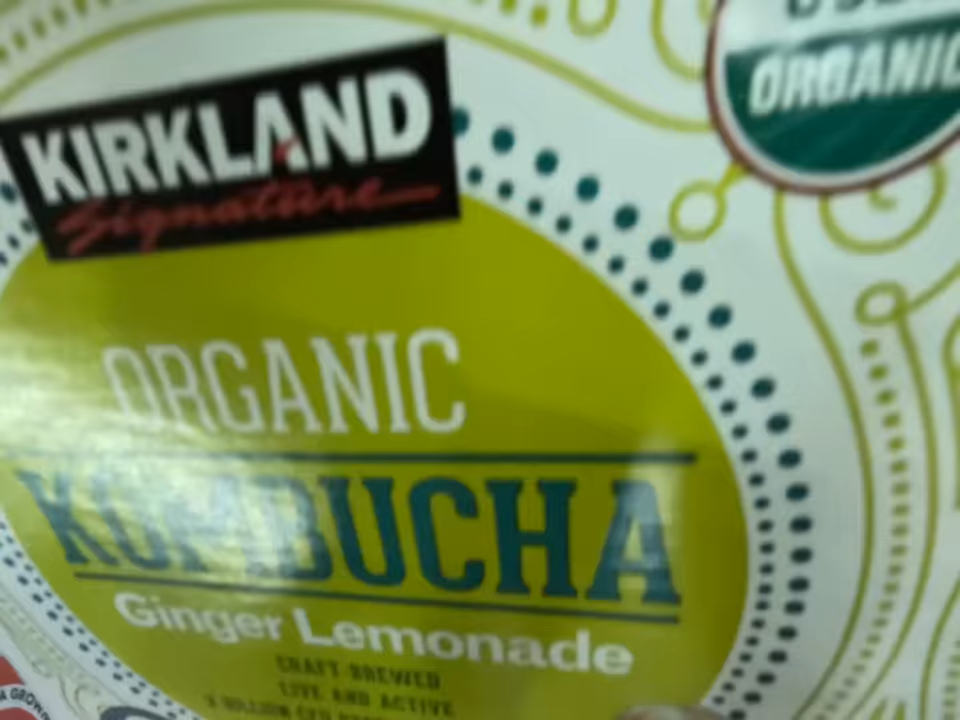 ORGANIC
KIRKLAND
Signature
ORGANIC
KOMBUCHA
Ginger Lemonade
CRAFT BREWED
LIVE AND ACTIVE